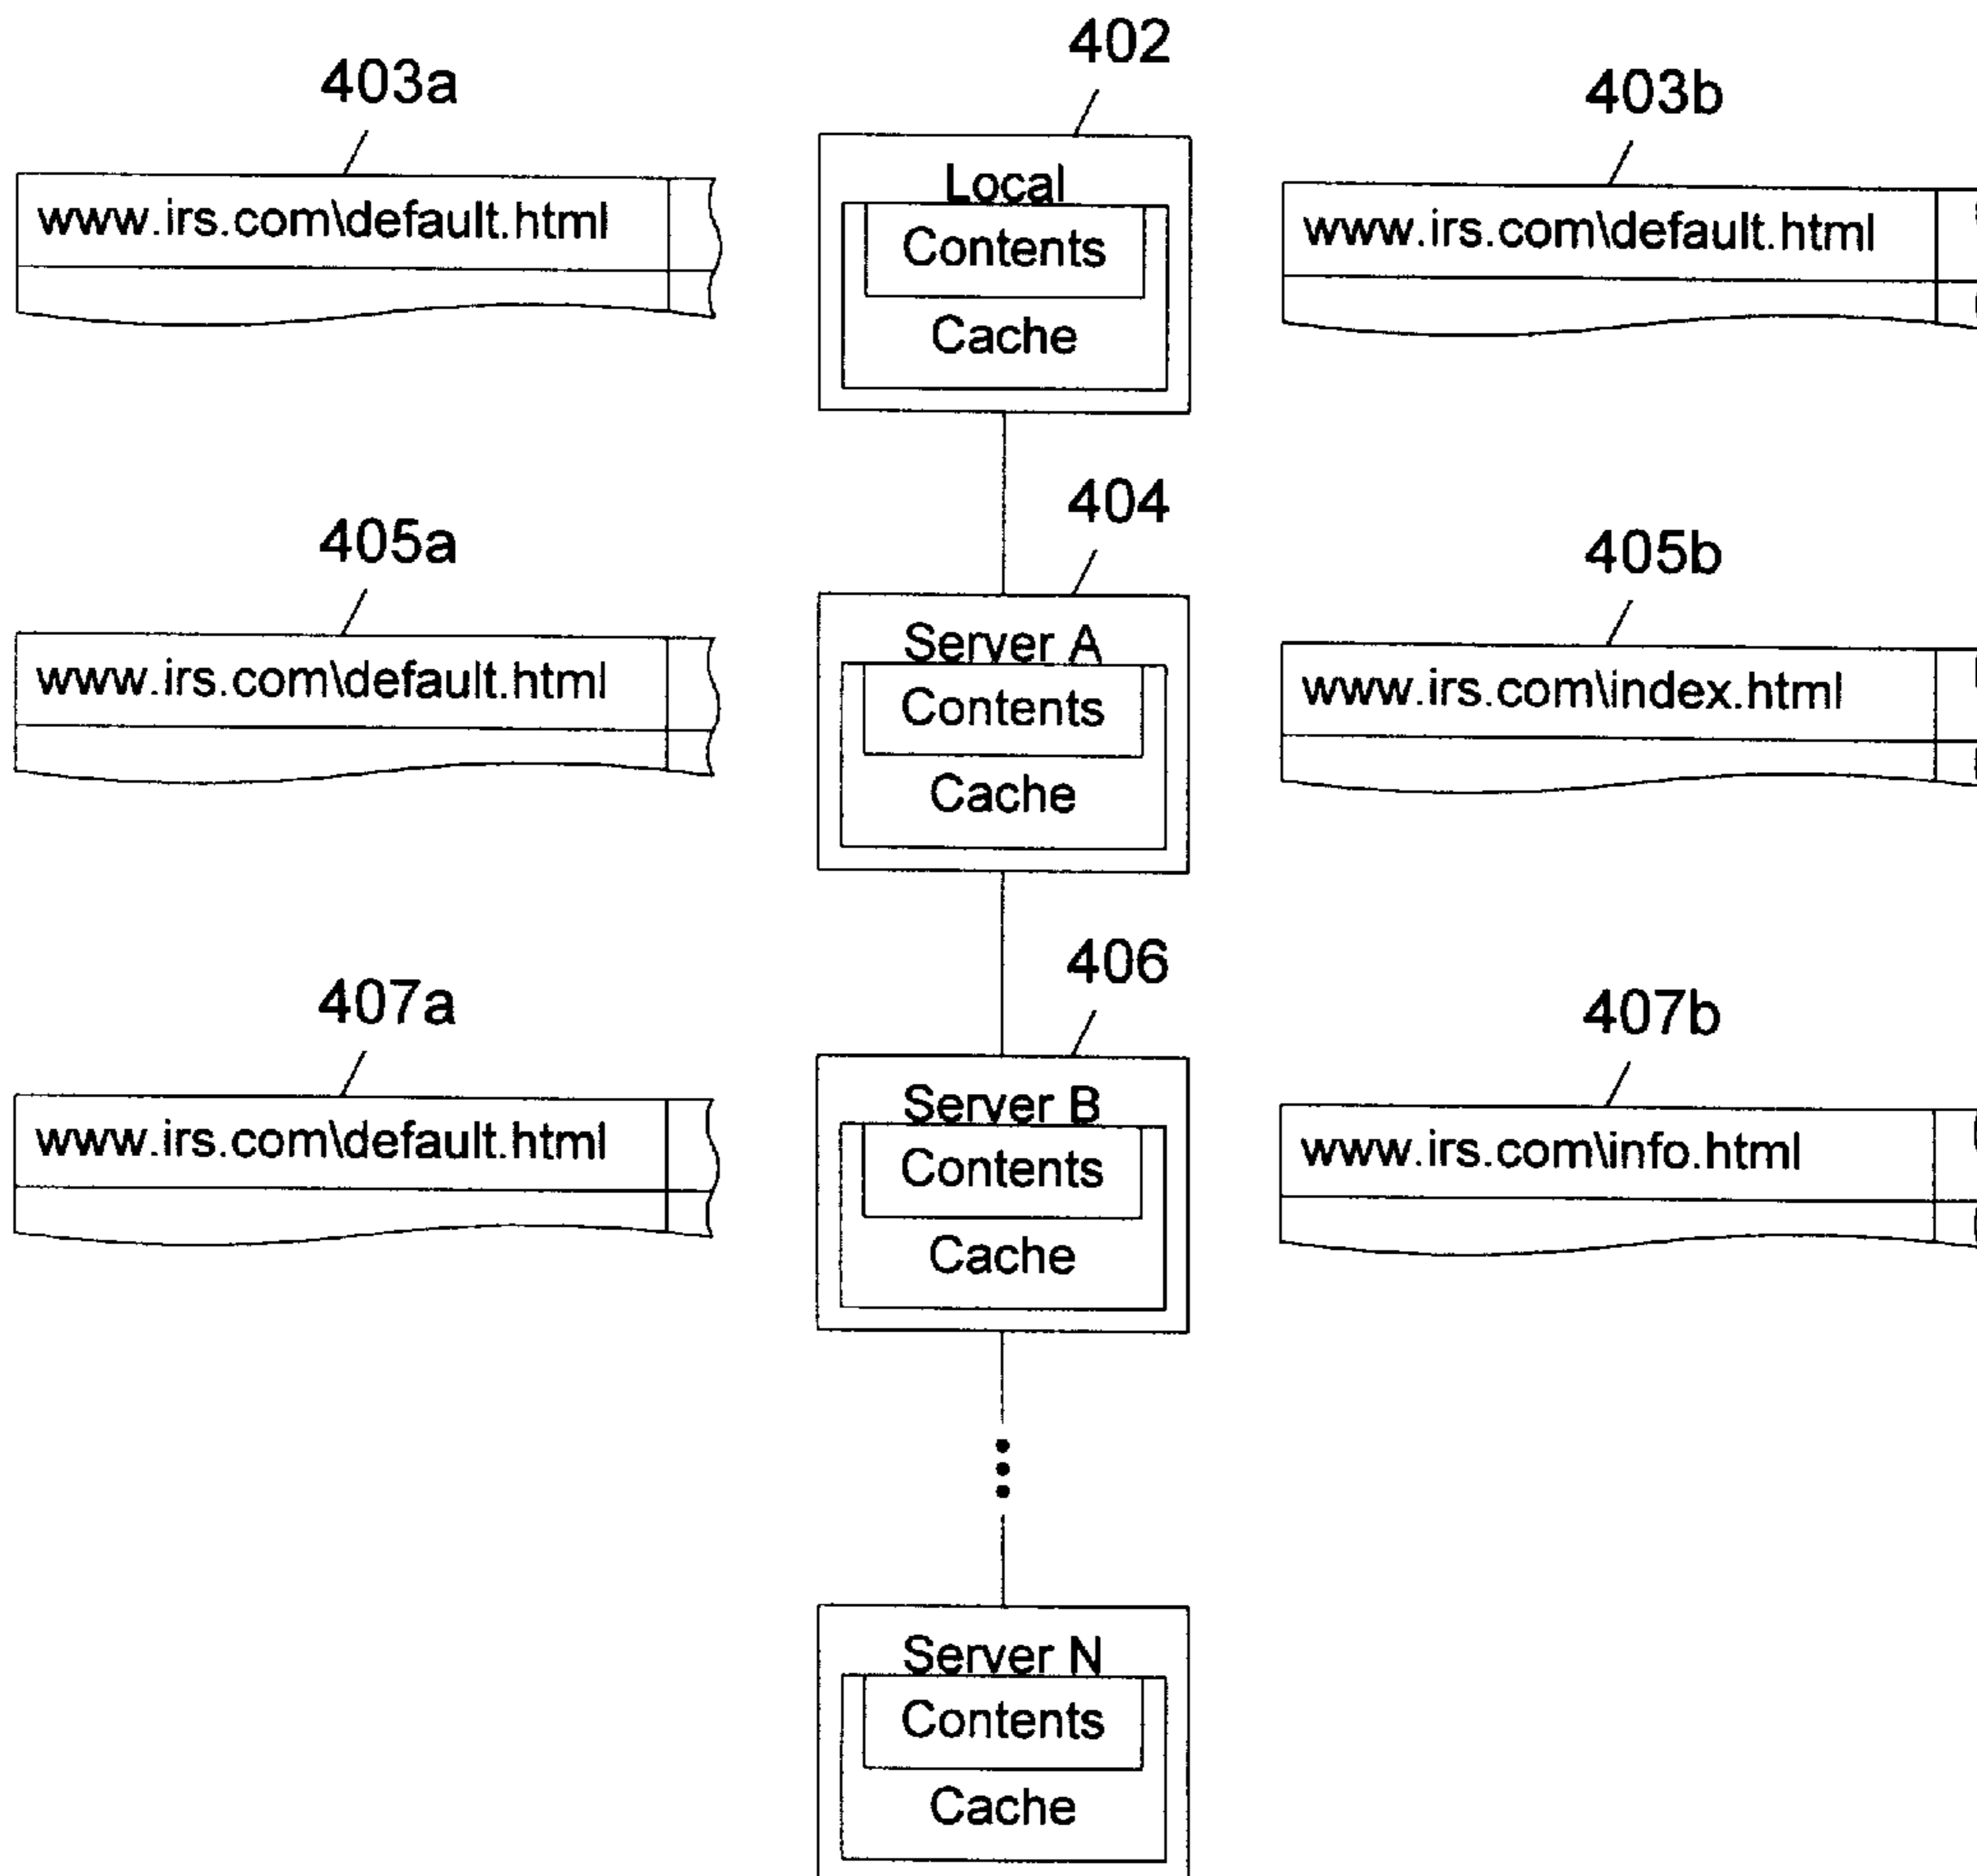 402
403a
403b
www.irs.com\default.html
Local
Contents
Cache
www.irs.com\default.html
404
405a
405b
www.irs.com\default.html
Server A
Contents
Cache
www.irs.com\index.html
406
407a
407b
www.irs.com\default.html
Server B
Contents
Cache
www.irs.com\info.html
Server N
Contents
Cache